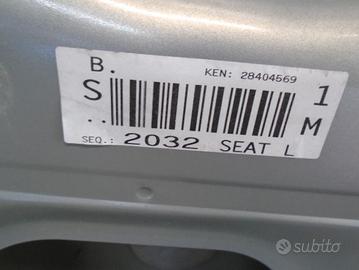 B. KEN: 28404569
S 1
.. M
SEQ.: 2032 SEAT L
subito